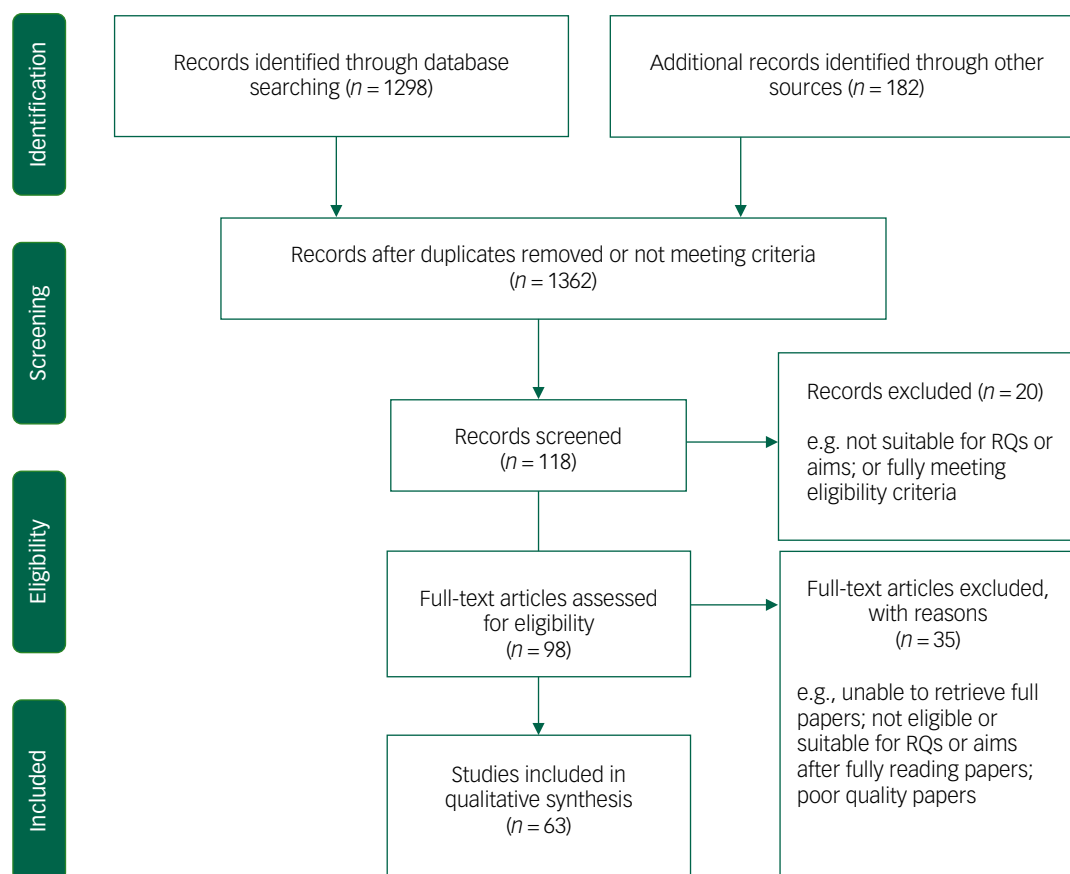 Identification
Records identified through database
searching (n = 1298)
Additional records identified through other
sources (n = 182)
Screening
Records after duplicates removed or not meeting criteria
(n = 1362)
Records screened
(n = 118)
Records excluded (n = 20)
e.g. not suitable for RQs or
aims; or fully meeting
eligibility criteria
Eligibility
Full-text articles assessed
for eligibility
(n = 98)
Full-text articles excluded,
with reasons
(n = 35)
e.g., unable to retrieve full
papers; not eligible or
suitable for RQs or aims
after fully reading papers;
poor quality papers
Included
Studies included in
qualitative synthesis
(n = 63)